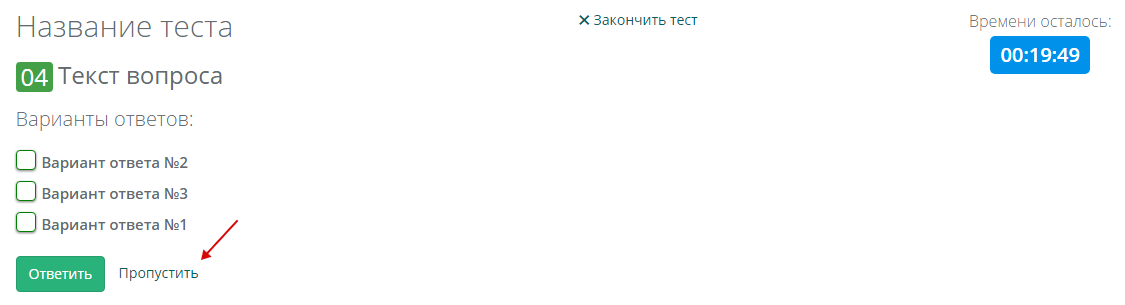 Название теста
✕ Закончить тест
Времени осталось:
00:19:49
04 Текст вопроса
Варианты ответов:
Вариант ответа №2
Вариант ответа №3
Вариант ответа №1
Ответить Пропустить